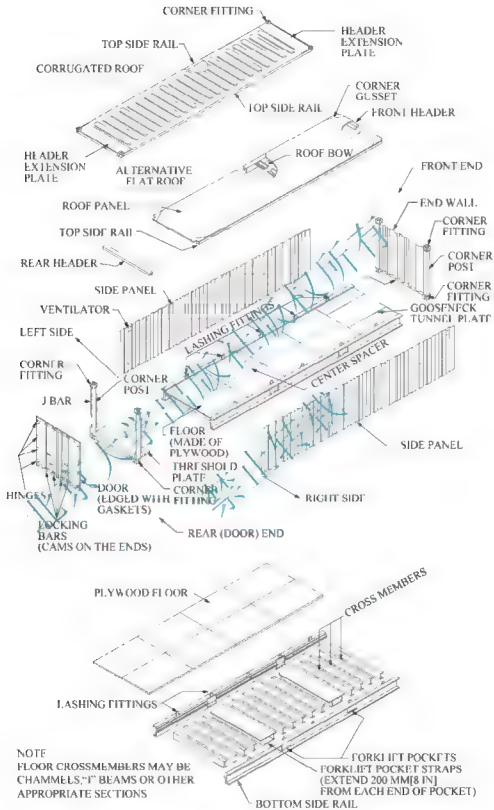 CORNER FITTING
HEADER
EXTENSION
PLATE
TOP SIDE RAIL
CORRUGATED ROOF
TOP SIDE RAIL
CORNER
GUSSET
FRONT HEADER
HEADER
EXTENSION
PLATE
ALTERNATIVE
FLAT ROOF
ROOF BOW
ROOF PANEL
FRONT END
END WALL
TOP SIDE RAIL
CORNER
FITTING
REAR HEADER
CORNER
POST
SIDE PANEL
CORNER
FITTING
VENTILATOR
LASHING FITTINGS
GOOSENECK
TUNNEL PLATE
LEFT SIDE
CENTER SPACER
CORNER
FITTING
CORNER
POST
J BAR
FLOOR
(MADE OF
PLYWOOD)
SIDE PANEL
THRESHOLD
PLATE
HINGES
DOOR
(EDGED WITH
GASKETS)
CORNER
FITTING
RIGHT SIDE
LOCKING
BARS
(CAMS ON THE ENDS)
REAR (DOOR) END
PLYWOOD FLOOR
CROSS MEMBERS
LASHING FITTINGS
NOTE
FLOOR CROSSMEMBERS MAY BE
CHAMMELS,"I" BEAMS OR OTHER
APPROPRIATE SECTIONS
FORKLIFT POCKETS
FORKLIFT POCKET STRAPS
(EXTEND 200 MM[8 IN]
FROM EACH END OF POCKET)
BOTTOM SIDE RAIL